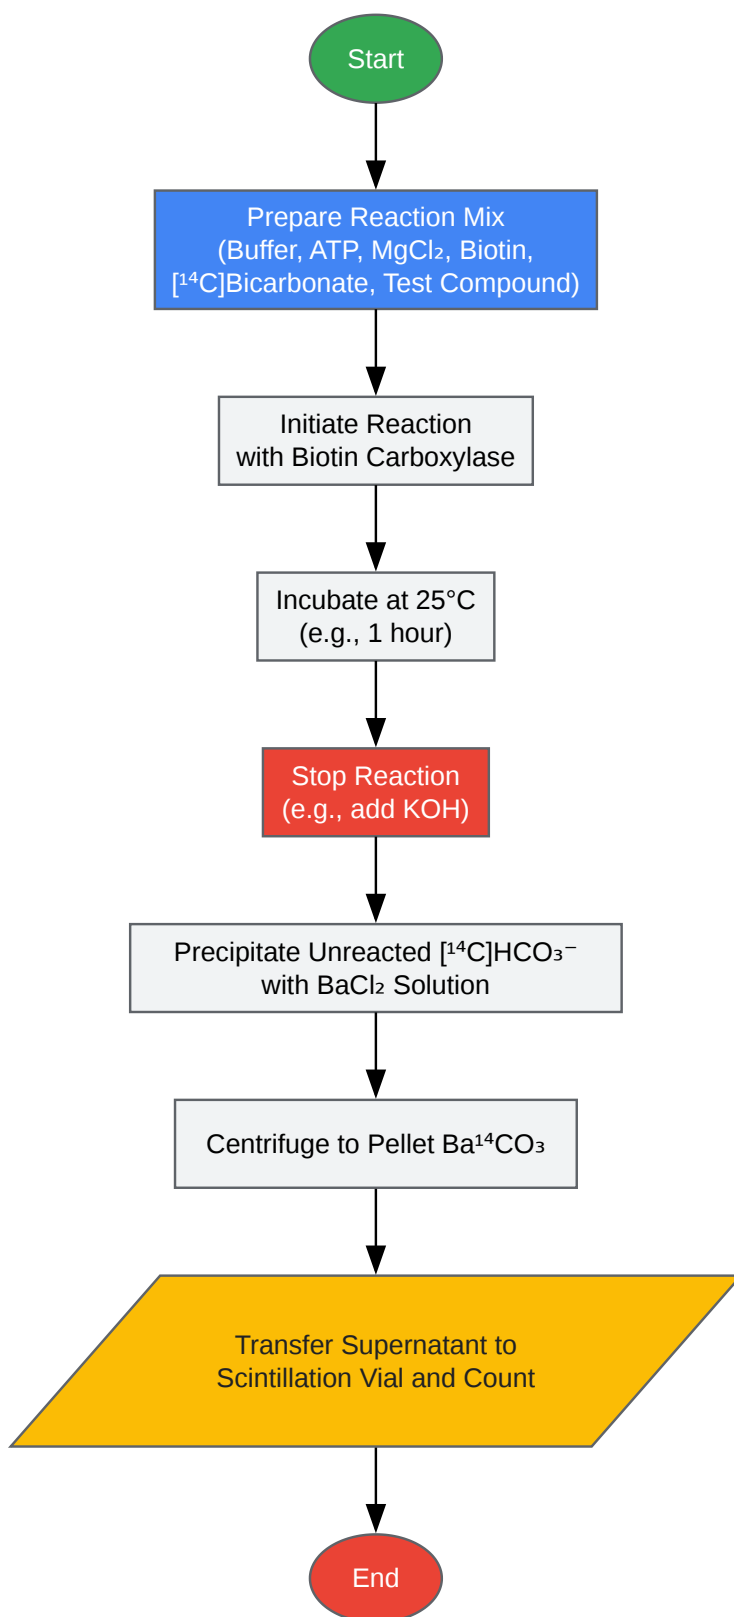 Start
Prepare Reaction Mix
(Buffer, ATP, MgCl₂, Biotin,
[¹⁴C]Bicarbonate, Test Compound)
Initiate Reaction
with Biotin Carboxylase
Incubate at 25°C
(e.g., 1 hour)
Stop Reaction
(e.g., add KOH)
Precipitate Unreacted [¹⁴C]HCO₃⁻
with BaCl₂ Solution
Centrifuge to Pellet Ba¹⁴CO₃
Transfer Supernatant to
Scintillation Vial and Count
End